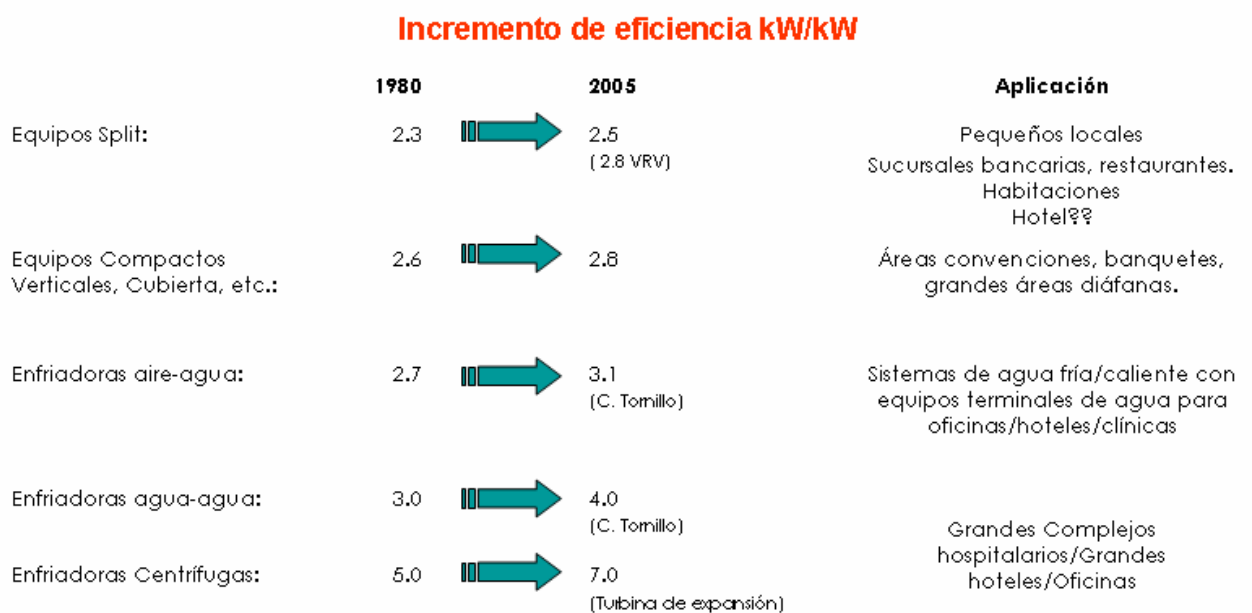 Incremento de eficiencia kW/kW
1980 2005 Aplicación
Equipos Split: 2.3 2.5 Pequeños locales
( 2.8 VRV) Sucursales bancarias, restaurantes.
Habitaciones
Hotel??
Equipos Compactos 2.6 2.8 Áreas convenciones, banquetes,
Verticales, Cubierta, etc.: grandes áreas diáfanas.
Enfriadoras aire-agua: 2.7 3.1 Sistemas de agua fría/caliente con
(C. Tornillo) equipos terminales de agua para
oficinas/hoteles/clínicas
Enfriadoras agua-agua: 3.0 4.0
(C. Tornillo) Grandes Complejos
hospitalarios/Grandes
Enfriadoras Centrífugas: 5.0 7.0 hoteles/Oficinas
(Turbina de expansión)